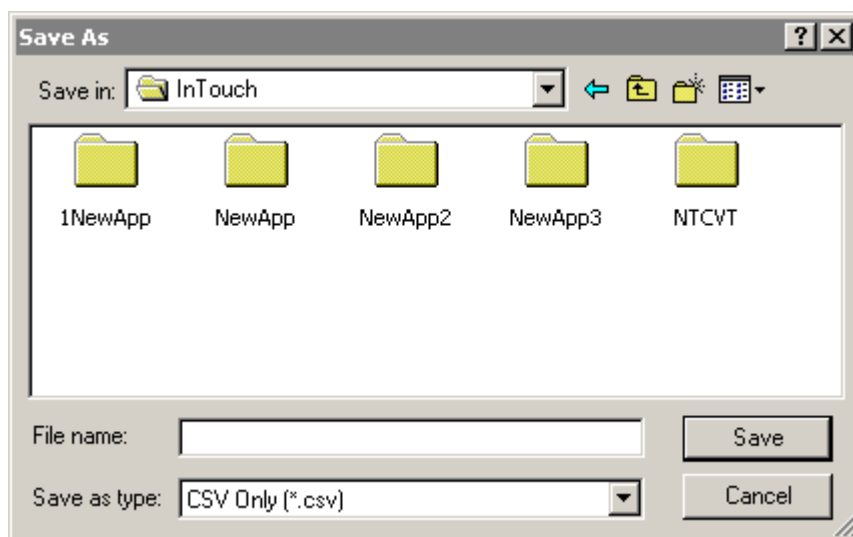 Save As
Save in: InTouch
1NewApp NewApp NewApp2 NewApp3 NTCVT
File name: Save
Save as type: CSV Only (*.csv) Cancel